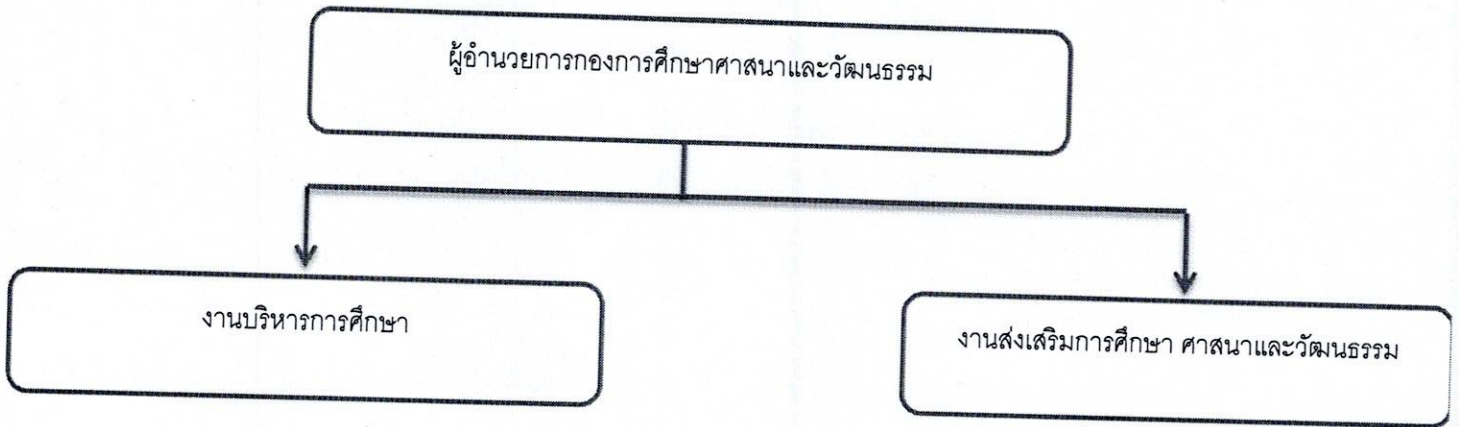 ผู้อำนวยการกองการศึกษาศาสนาและวัฒนธรรม
งานบริหารการศึกษา
งานส่งเสริมการศึกษา ศาสนาและวัฒนธรรม